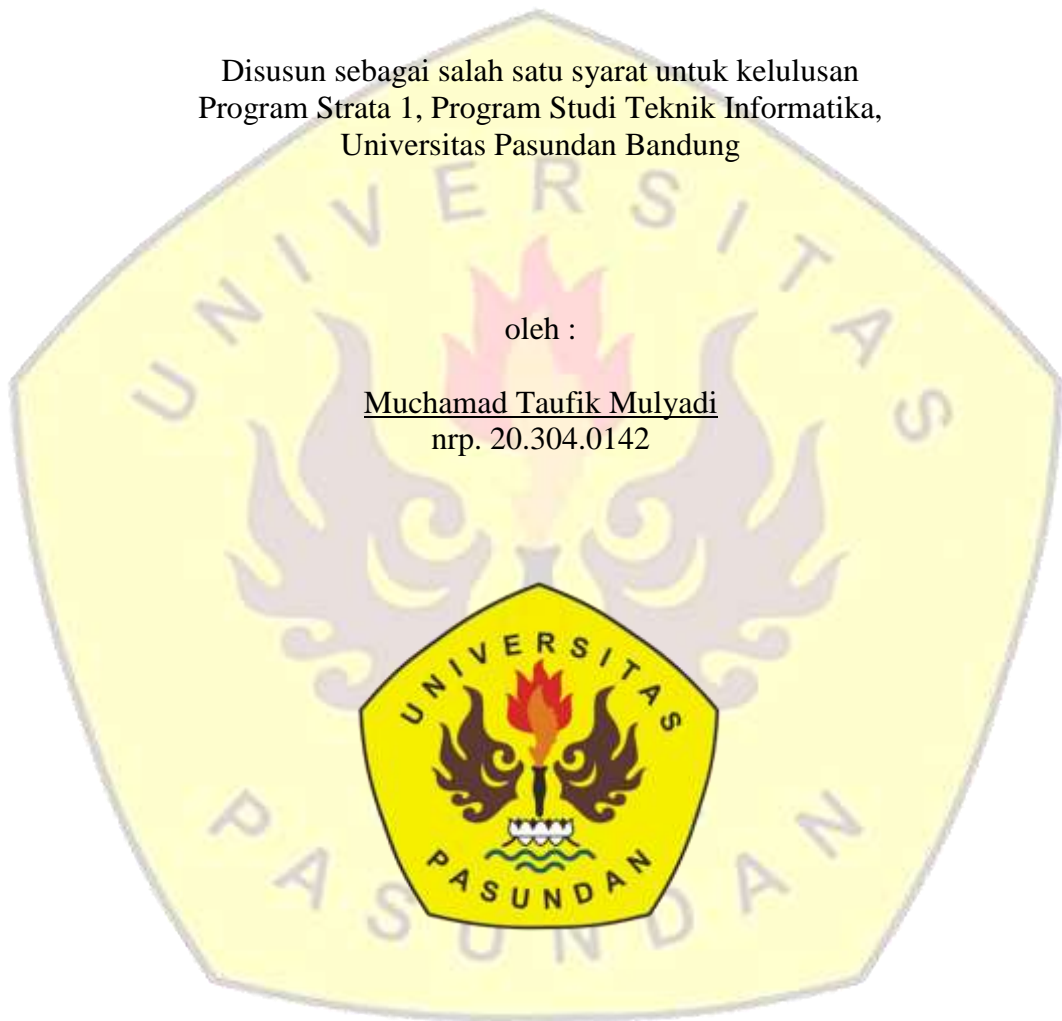 Disusun sebagai salah satu syarat untuk kelulusan
Program Strata 1, Program Studi Teknik Informatika,
Universitas Pasundan Bandung
UNIVERSITAS
oleh :
Muchamad Taufik Mulyadi
nrp. 20.304.0142
UNIVERSITAS
PASUNDAN
PASUNDAN